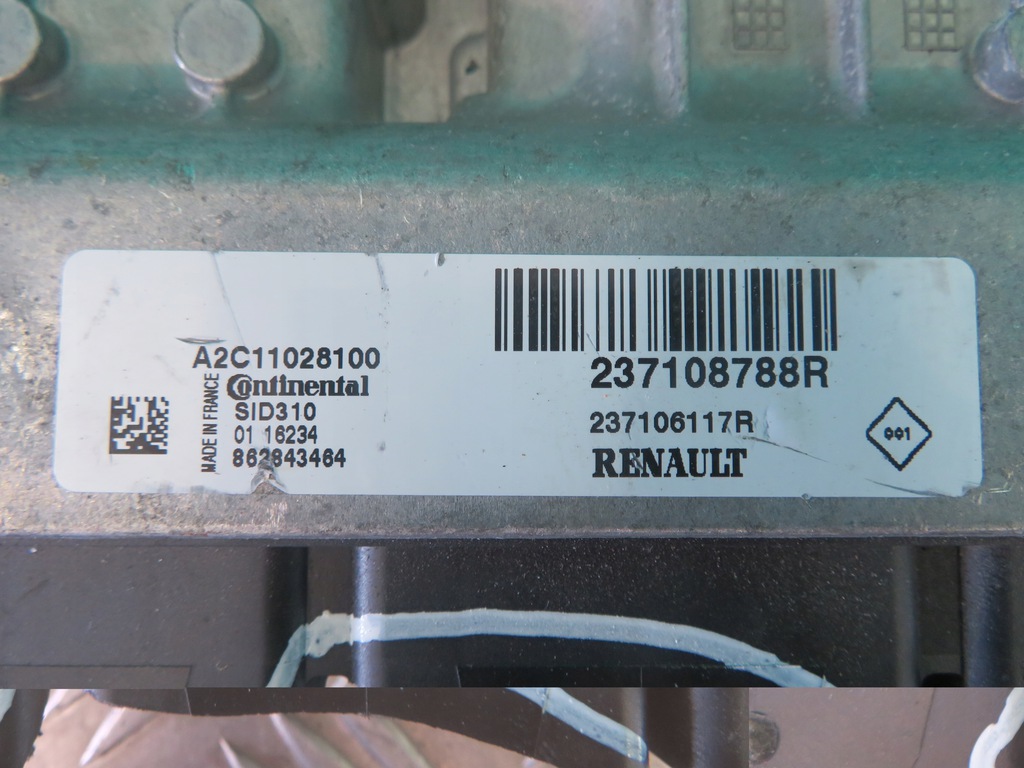 A2C11028100
Continental
SID310
01 16234
862843464
MADE IN FRANCE
237108788R
237106117R
RENAULT
001